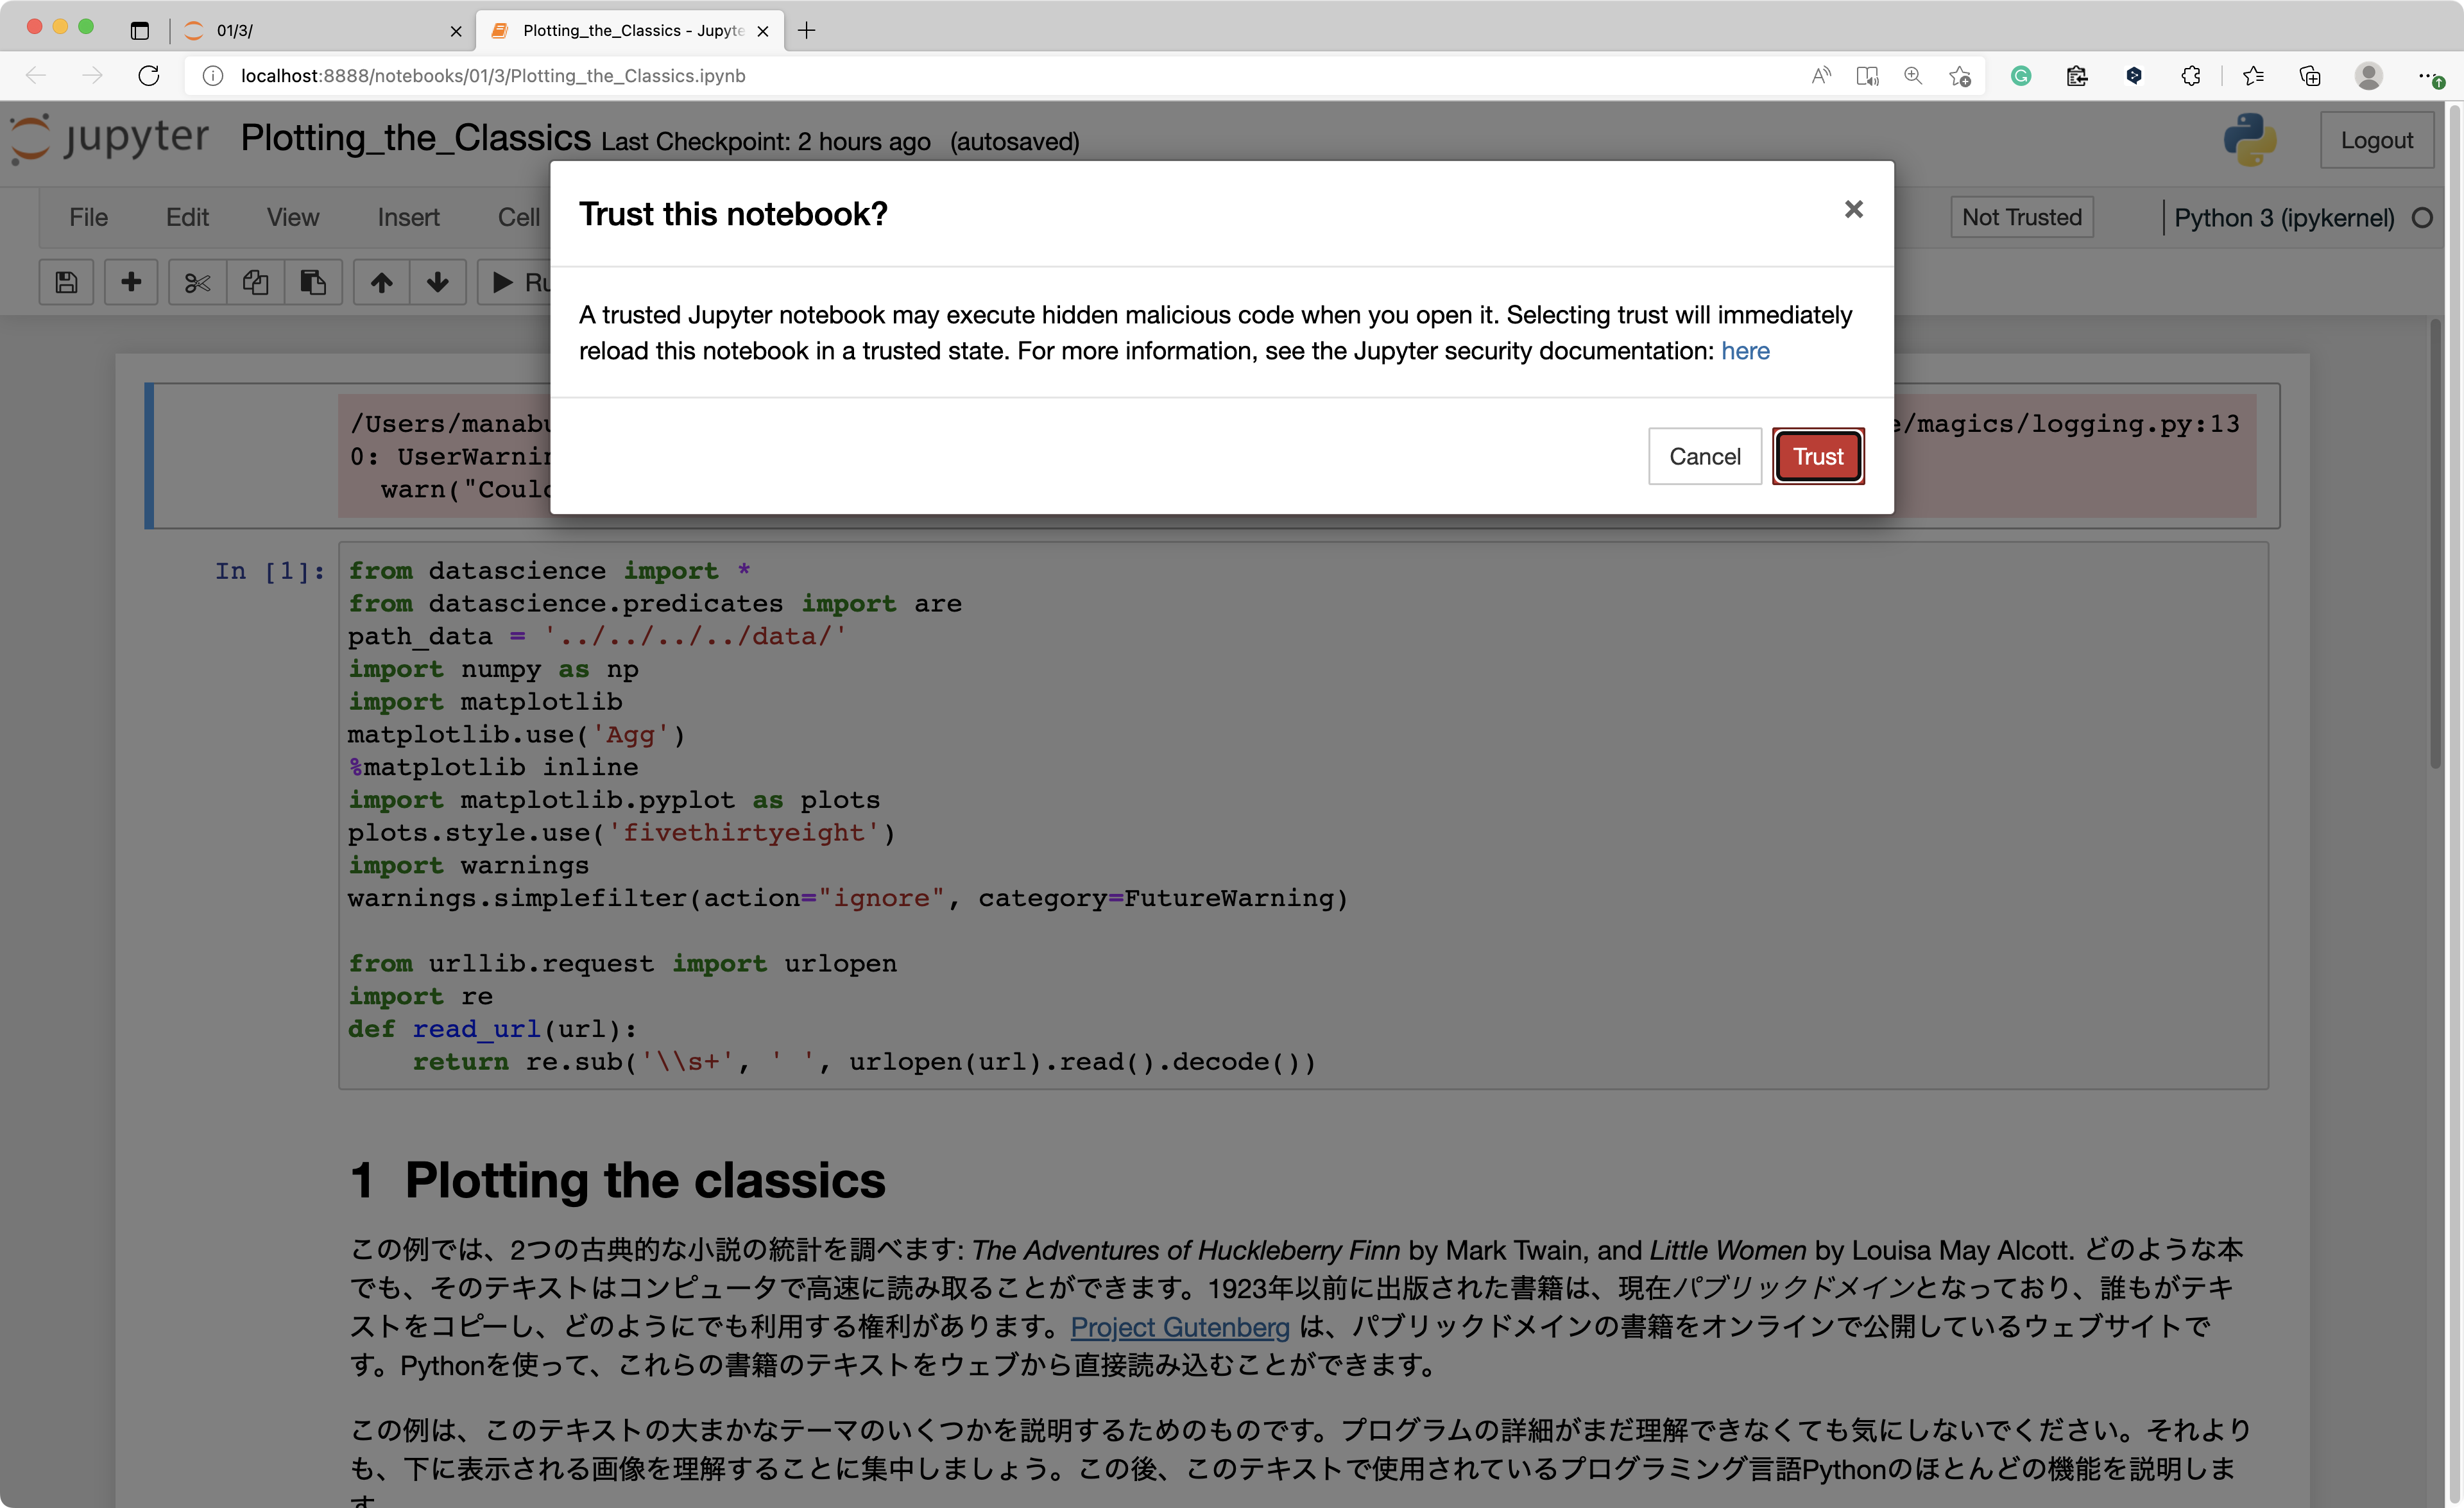 01/3/
Plotting_the_Classics - Jupyte
localhost:8888/notebooks/01/3/Plotting_the_Classics.ipynb
jupyter Plotting_the_Classics Last Checkpoint: 2 hours ago (autosaved)
Logout
File Edit View Insert Cell
Not Trusted
Python 3 (ipykernel)
Trust this notebook?
A trusted Jupyter notebook may execute hidden malicious code when you open it. Selecting trust will immediately
reload this notebook in a trusted state. For more information, see the Jupyter security documentation: here
Cancel Trust
/magics/logging.py:13
0:
warn("
In [1]:
from datascience import *
from datascience.predicates import are
path_data = '../../../../data/'
import numpy as np
import matplotlib
matplotlib.use('Agg')
%matplotlib inline
import matplotlib.pyplot as plots
plots.style.use('fivethirtyeight')
import warnings
warnings.simplefilter(action="ignore", category=FutureWarning)
from urllib.request import urlopen
import re
def read_url(url):
    return re.sub('\\s+', ' ', urlopen(url).read().decode())
1 Plotting the classics
この例では、2つの古典的な小説の統計を調べます: The Adventures of Huckleberry Finn by Mark Twain, and Little Women by Louisa May Alcott. どのような本
でも、そのテキストはコンピュータで高速に読み取ることができます。1923年以前に出版された書籍は、現在パブリックドメインとなっており、誰もがテキ
ストをコピーし、どのようにでも利用する権利があります。Project Gutenberg は、パブリックドメインの書籍をオンラインで公開しているウェブサイトで
す。Pythonを使って、これらの書籍のテキストをウェブから直接読み込むことができます。
この例は、このテキストの大まかなテーマのいくつかを説明するためのものです。プログラムの詳細がまだ理解できなくても気にしないでください。それより
も、下に表示される画像を理解することに集中しましょう。この後、このテキストで使用されているプログラミング言語Pythonのほとんどの機能を説明しま